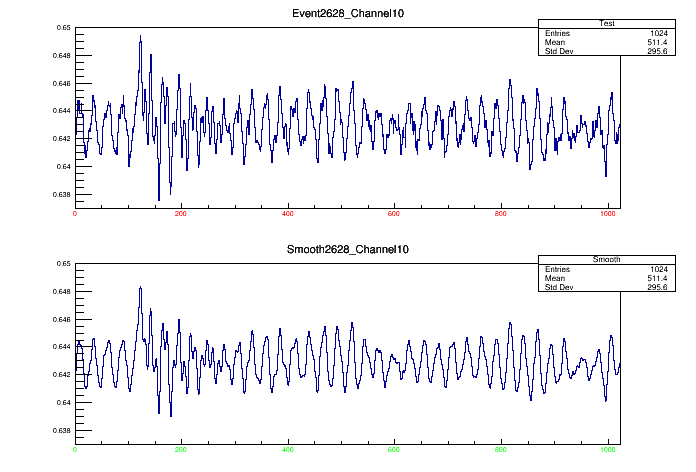 Event2628_Channel10
Test
Entries 1024
Mean 511.4
Std Dev 295.6
0.65
0.648
0.646
0.644
0.642
0.64
0.638
0 200 400 600 800 1000
Smooth2628_Channel10
Smooth
Entries 1024
Mean 511.4
Std Dev 295.6
0.65
0.648
0.646
0.644
0.642
0.64
0.638
0 200 400 600 800 1000